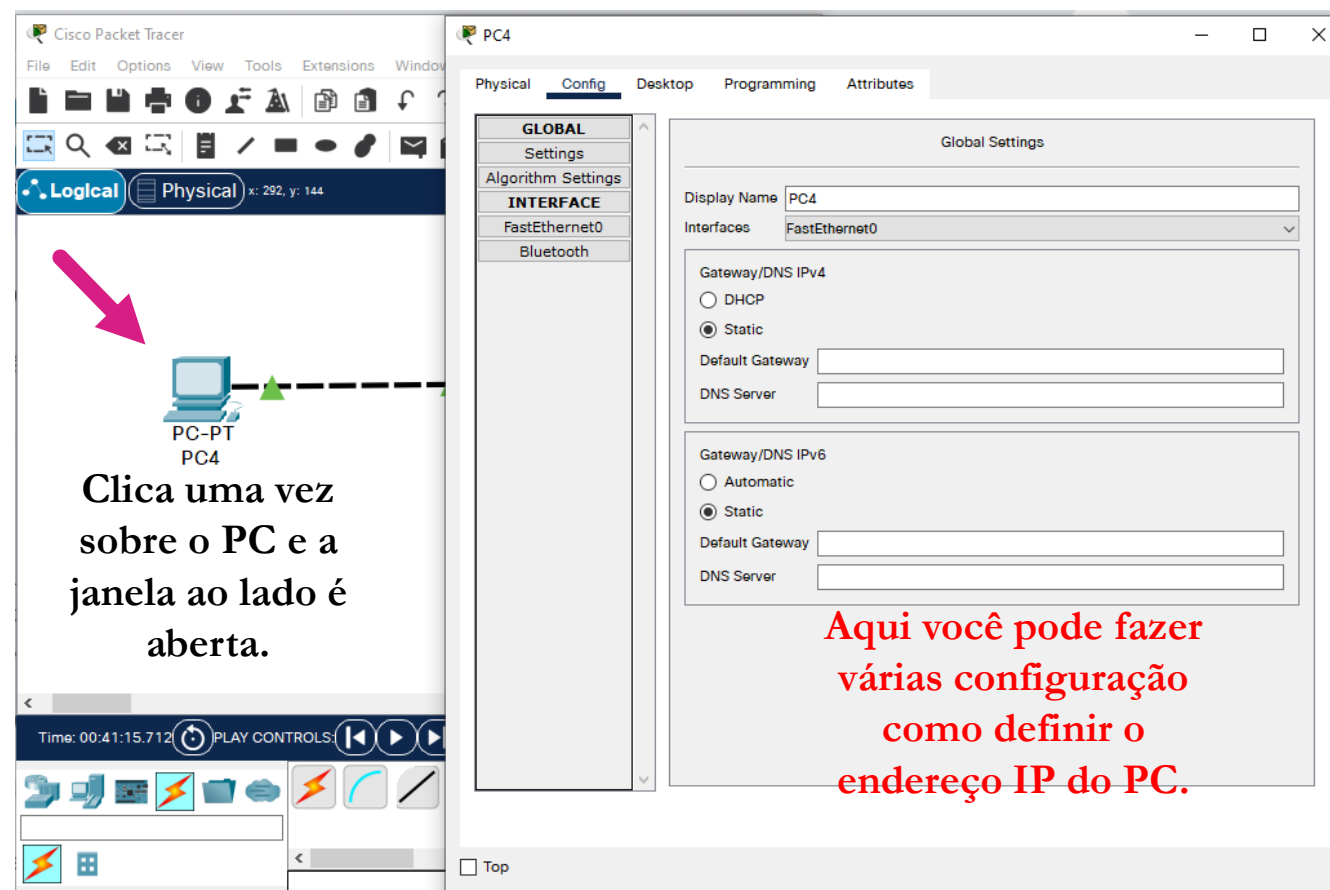 Cisco Packet Tracer
File Edit Options View Tools Extensions Window
Logical Physical x: 292, y: 144
PC-PT
PC4
Clica uma vez
sobre o PC e a
janela ao lado é
aberta.
Time: 00:41:15.712 PLAY CONTROLS:
PC4
Physical Config Desktop Programming Attributes
GLOBAL
Settings
Algorithm Settings
INTERFACE
FastEthernet0
Bluetooth
Global Settings
Display Name PC4
Interfaces FastEthernet0
Gateway/DNS IPv4
DHCP
Static
Default Gateway
DNS Server
Gateway/DNS IPv6
Automatic
Static
Default Gateway
DNS Server
Aqui você pode fazer
várias configuração
como definir o
endereço IP do PC.
Top